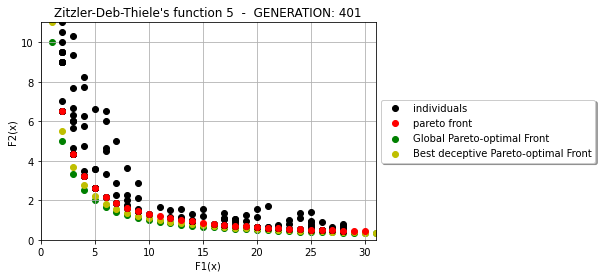 Zitzler-Deb-Thiele's function 5 - GENERATION: 401
10
8
6
4
2
0
F2(x)
0 5 10 15 20 25 30
F1(x)
individuals
pareto front
Global Pareto-optimal Front
Best deceptive Pareto-optimal Front